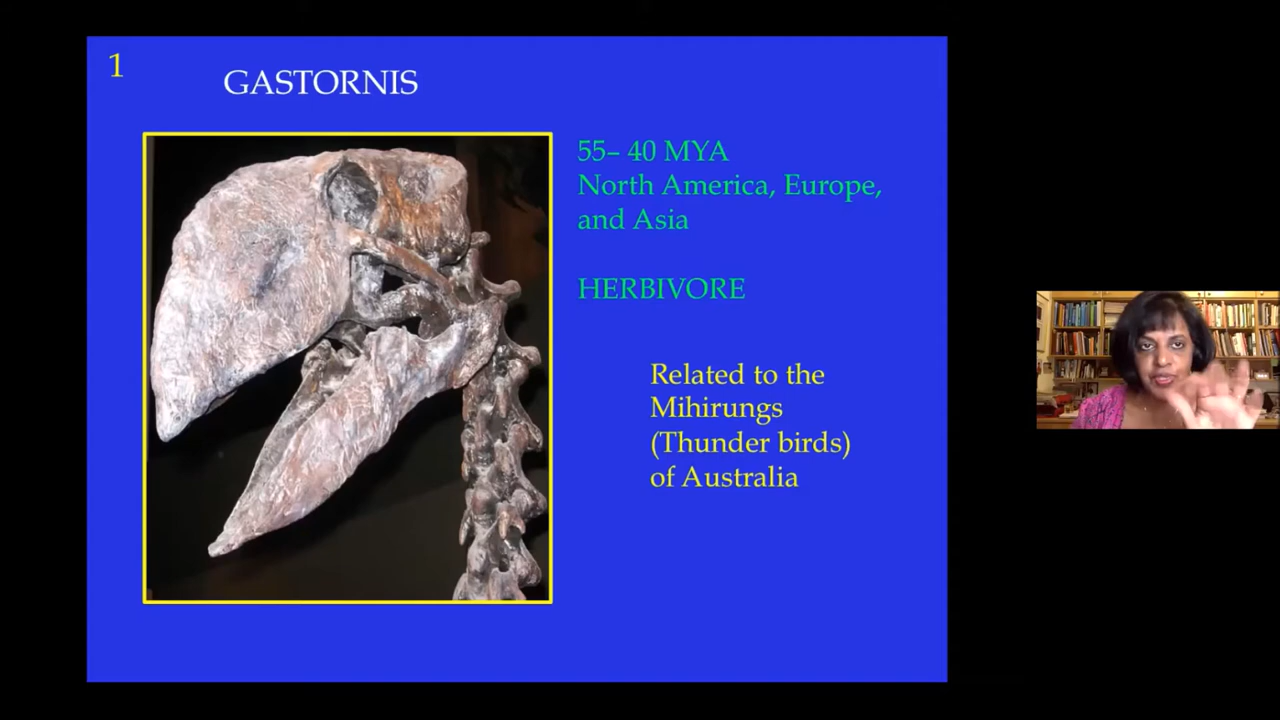 1
GASTORNIS
55– 40 MYA
North America, Europe,
and Asia
HERBIVORE
Related to the
Mihirungs
(Thunder birds)
of Australia